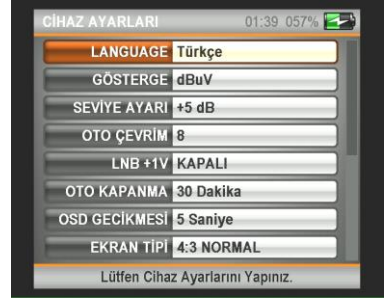 CİHAZ AYARLARI 01:39 057%
LANGUAGE Türkçe
GÖSTERGE dBuV
SEVİYE AYARI +5 dB
OTO ÇEVRİM 8
LNB +1V KAPALI
OTO KAPANMA 30 Dakika
OSD GECİKMESİ 5 Saniye
EKRAN TİPİ 4:3 NORMAL
Lütfen Cihaz Ayarlarını Yapınız.